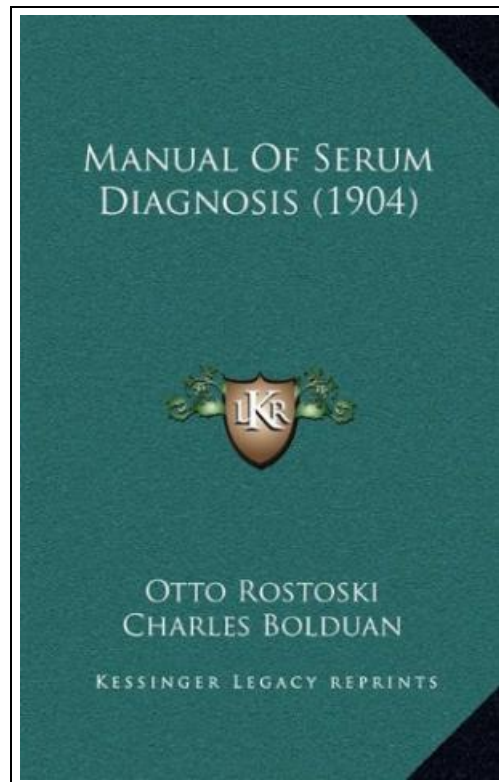 MANUAL OF SERUM
DIAGNOSIS (1904)
LKR
OTTO ROSTOSKI
CHARLES BOLDUAN
KESSINGER LEGACY REPRINTS